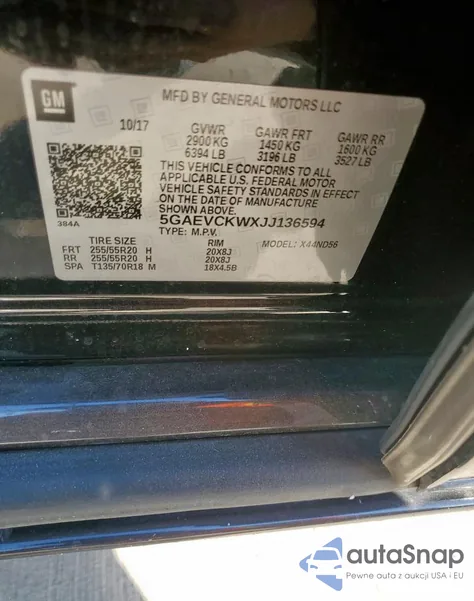 GM
MFD BY GENERAL MOTORS LLC
10/17 GVWR GAWR FRT GAWR RR
2900 KG 1450 KG 1600 KG
6394 LB 3196 LB 3527 LB
THIS VEHICLE CONFORMS TO ALL
APPLICABLE U.S. FEDERAL MOTOR
VEHICLE SAFETY STANDARDS IN EFFECT
ON THE DATE OF MANUFACTURE
SHOWN ABOVE.
384A 5GAEVCKWXJJ136594
TYPE: M.P.V. MODEL: X44ND56
TIRE SIZE RIM
FRT 255/55R20 H 20X8J
RR 255/55R20 H 20X8J
SPA T135/70R18 M 18X4.5B
autoSnap
Pewne auta z aukcji USA i EU